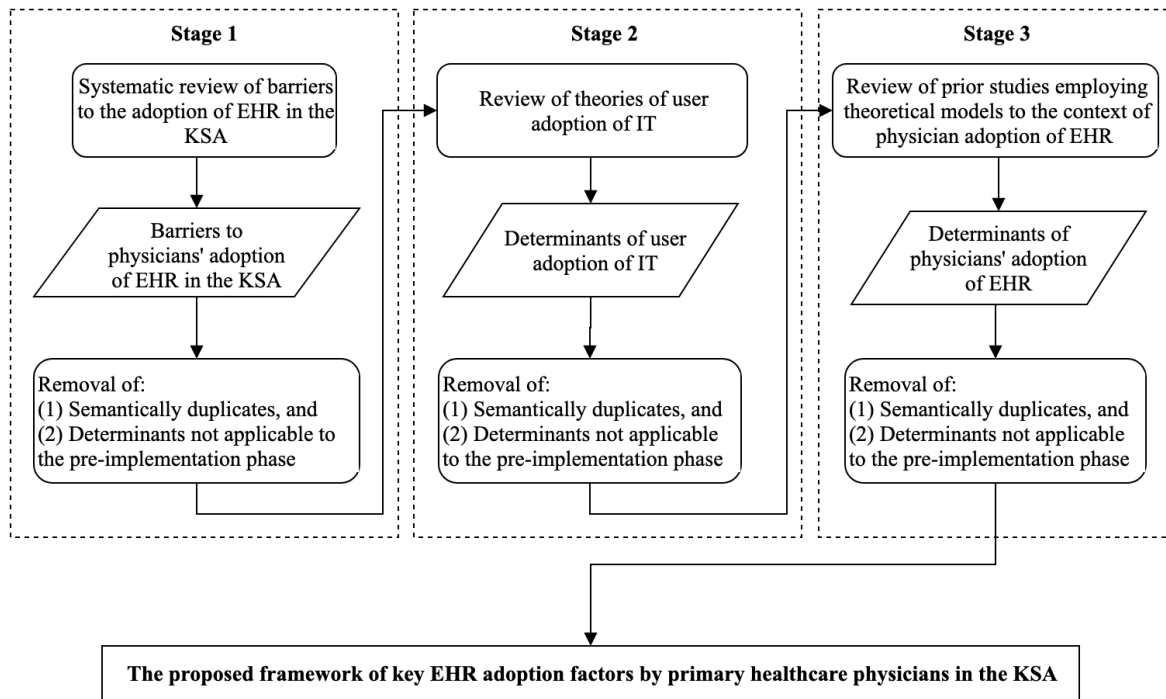 Stage 1
Systematic review of barriers
to the adoption of EHR in the
KSA
Barriers to
physicians' adoption
of EHR in the KSA
Removal of:
(1) Semantically duplicates, and
(2) Determinants not applicable to
the pre-implementation phase
Stage 2
Review of theories of user
adoption of IT
Determinants of user
adoption of IT
Removal of:
(1) Semantically duplicates, and
(2) Determinants not applicable
to the pre-implementation phase
Stage 3
Review of prior studies employing
theoretical models to the context of
physician adoption of EHR
Determinants of
physicians' adoption
of EHR
Removal of:
(1) Semantically duplicates, and
(2) Determinants not applicable
to the pre-implementation phase
The proposed framework of key EHR adoption factors by primary healthcare physicians in the KSA